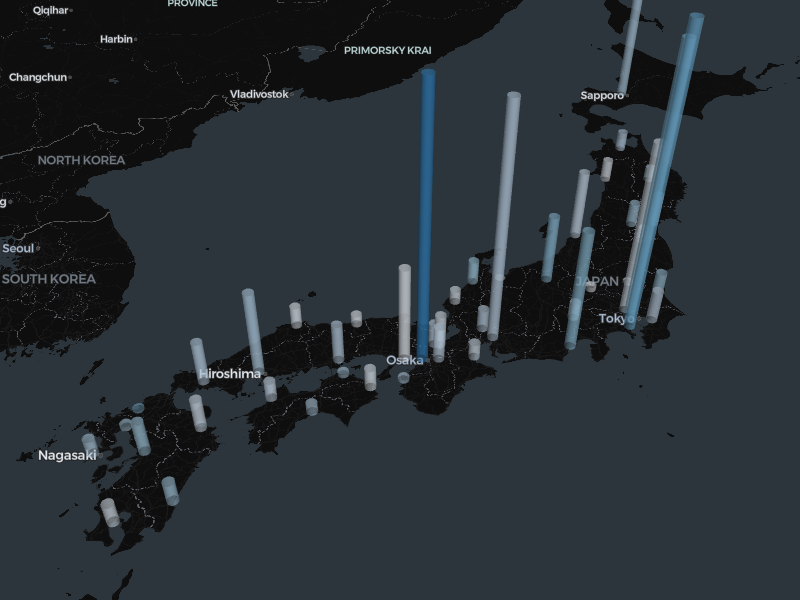 PROVINCE
Qiqihar
Harbin
PRIMORSKY KRAI
Changchun
Vladivostok
Sapporo
NORTH KOREA
g
Seoul
SOUTH KOREA
JAPAN
Tokyo
Osaka
Hiroshima
Nagasaki